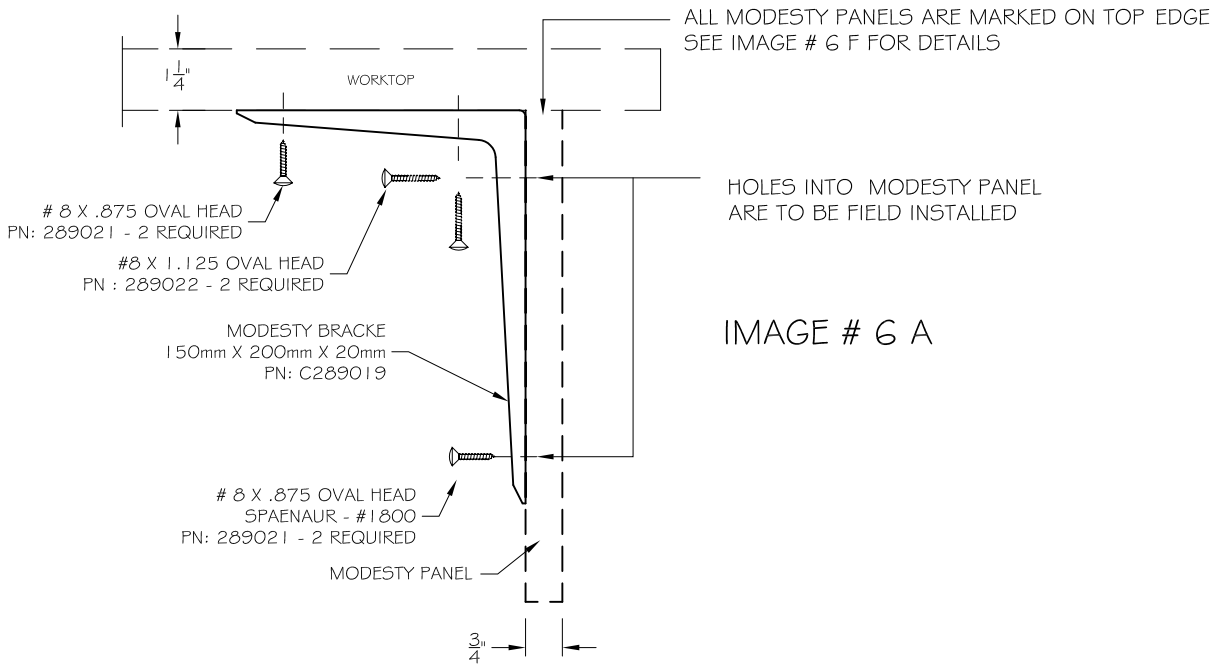 ALL MODESTY PANELS ARE MARKED ON TOP EDGE
SEE IMAGE # 6 F FOR DETAILS
1 1/4"
WORKTOP
HOLES INTO MODESTY PANEL
ARE TO BE FIELD INSTALLED
# 8 X .875 OVAL HEAD
PN: 289021 - 2 REQUIRED
#8 X 1.125 OVAL HEAD
PN : 289022 - 2 REQUIRED
IMAGE # 6 A
MODESTY BRACKE
150mm X 200mm X 20mm
PN: C289019
# 8 X .875 OVAL HEAD
SPAENAUR - #1800
PN: 289021 - 2 REQUIRED
MODESTY PANEL
3/4"